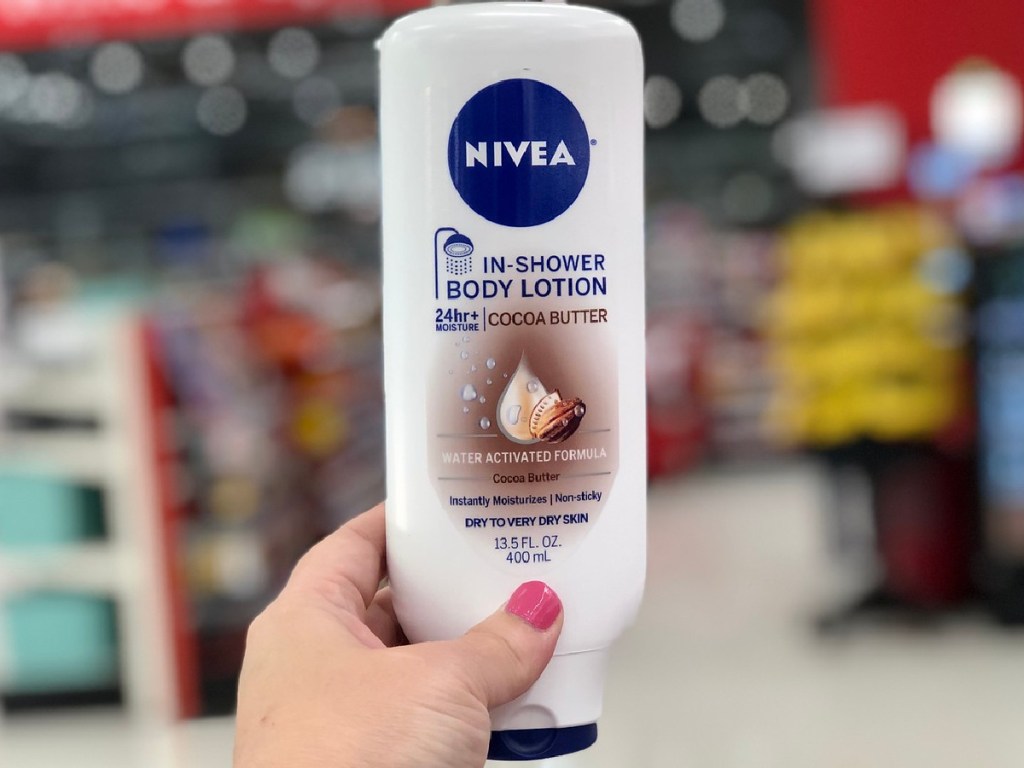 NIVEA®
IN-SHOWER
BODY LOTION
24hr+
MOISTURE
COCOA BUTTER
WATER ACTIVATED FORMULA
Cocoa Butter
Instantly Moisturizes | Non-sticky
DRY TO VERY DRY SKIN
13.5 FL. OZ.
400 mL